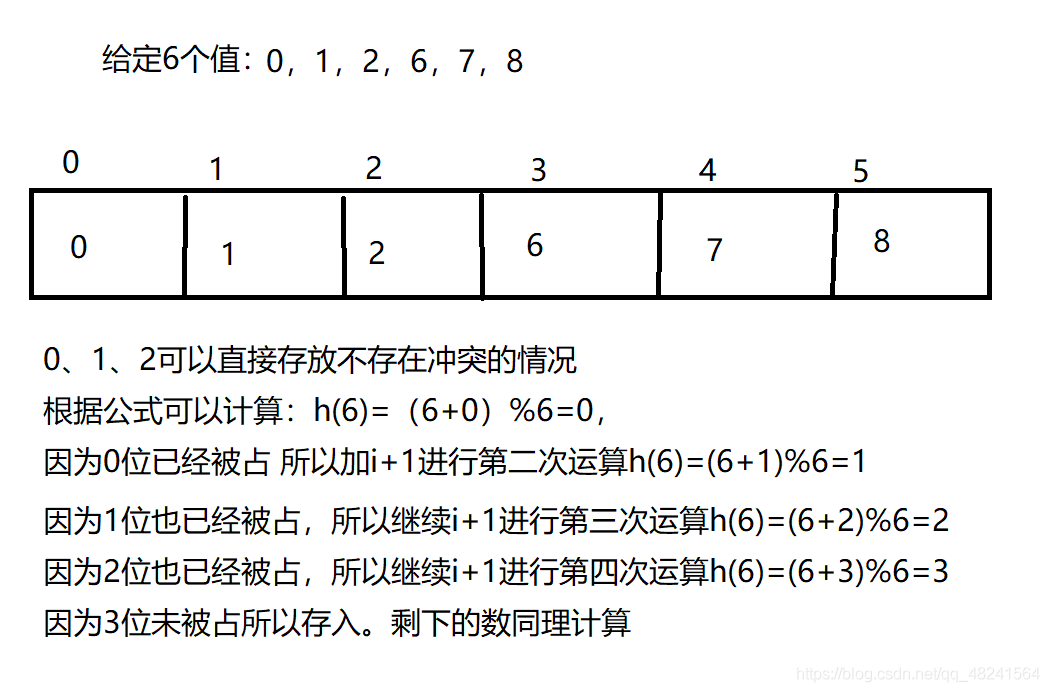 给定6个值：0，1，2，6，7，8
0 1 2 3 4 5
0 1 2 6 7 8
0、1、2可以直接存放不存在冲突的情况
根据公式可以计算：h(6)=（6+0）%6=0，
因为0位已经被占 所以加i+1进行第二次运算h(6)=(6+1)%6=1
因为1位也已经被占，所以继续i+1进行第三次运算h(6)=(6+2)%6=2
因为2位也已经被占，所以继续i+1进行第四次运算h(6)=(6+3)%6=3
因为3位未被占所以存入。剩下的数同理计算
https://blog.csdn.net/qq_48241564